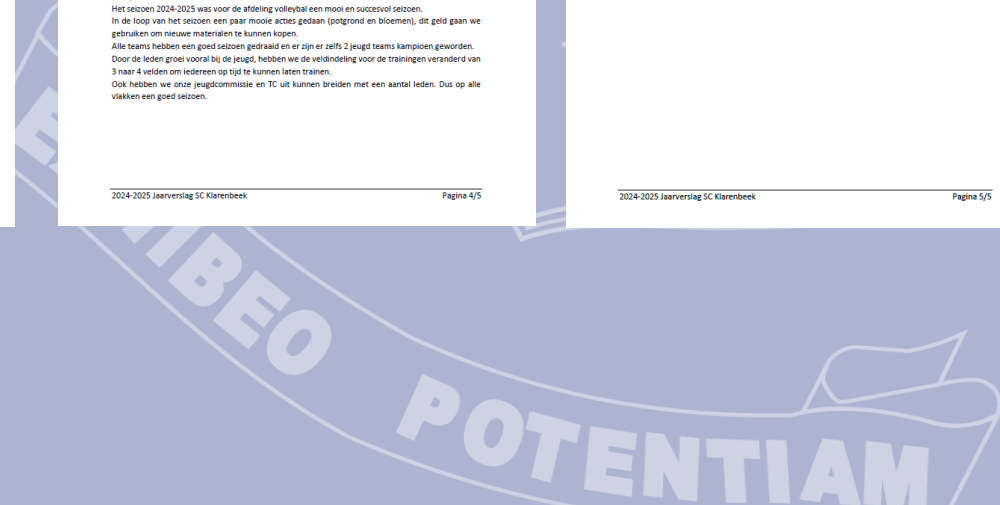 Het seizoen 2024-2025 was voor de afdeling volleybal een mooi en succesvol seizoen.
In de loop van het seizoen een paar mooie acties gedaan (potgrond en bloemen), dit geld gaan we
gebruiken om nieuwe materialen te kunnen kopen.
Alle teams hebben een goed seizoen gedraaid en er zijn er zelfs 2 jeugd teams kampioen geworden.
Door de leden groei vooral bij de jeugd, hebben we de veldindeling voor de trainingen veranderd van
3 naar 4 velden om iedereen op tijd te kunnen laten trainen.
Ook hebben we onze jeugdcommissie en TC uit kunnen breiden met een aantal leden. Dus op alle
vlakken een goed seizoen.
2024-2025 Jaarverslag SC Klarenbeek Pagina 4/5
2024-2025 Jaarverslag SC Klarenbeek Pagina 5/5
POTENTIAM